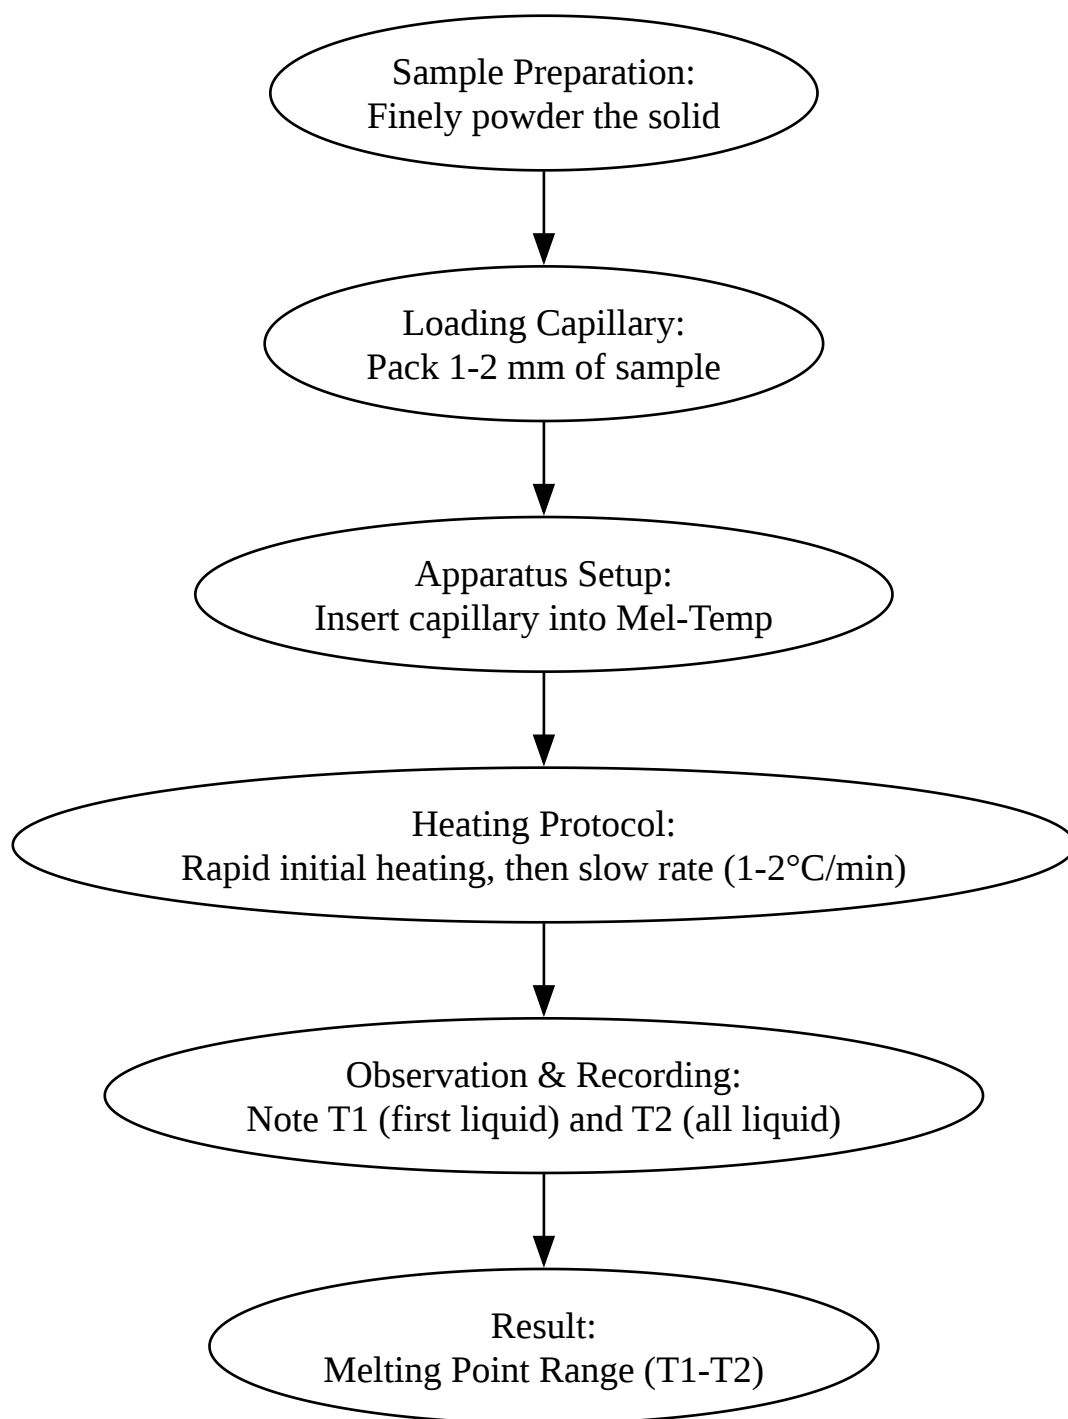 Sample Preparation:
Finely powder the solid
Loading Capillary:
Pack 1-2 mm of sample
Apparatus Setup:
Insert capillary into Mel-Temp
Heating Protocol:
Rapid initial heating, then slow rate (1-2°C/min)
Observation & Recording:
Note T1 (first liquid) and T2 (all liquid)
Result:
Melting Point Range (T1-T2)